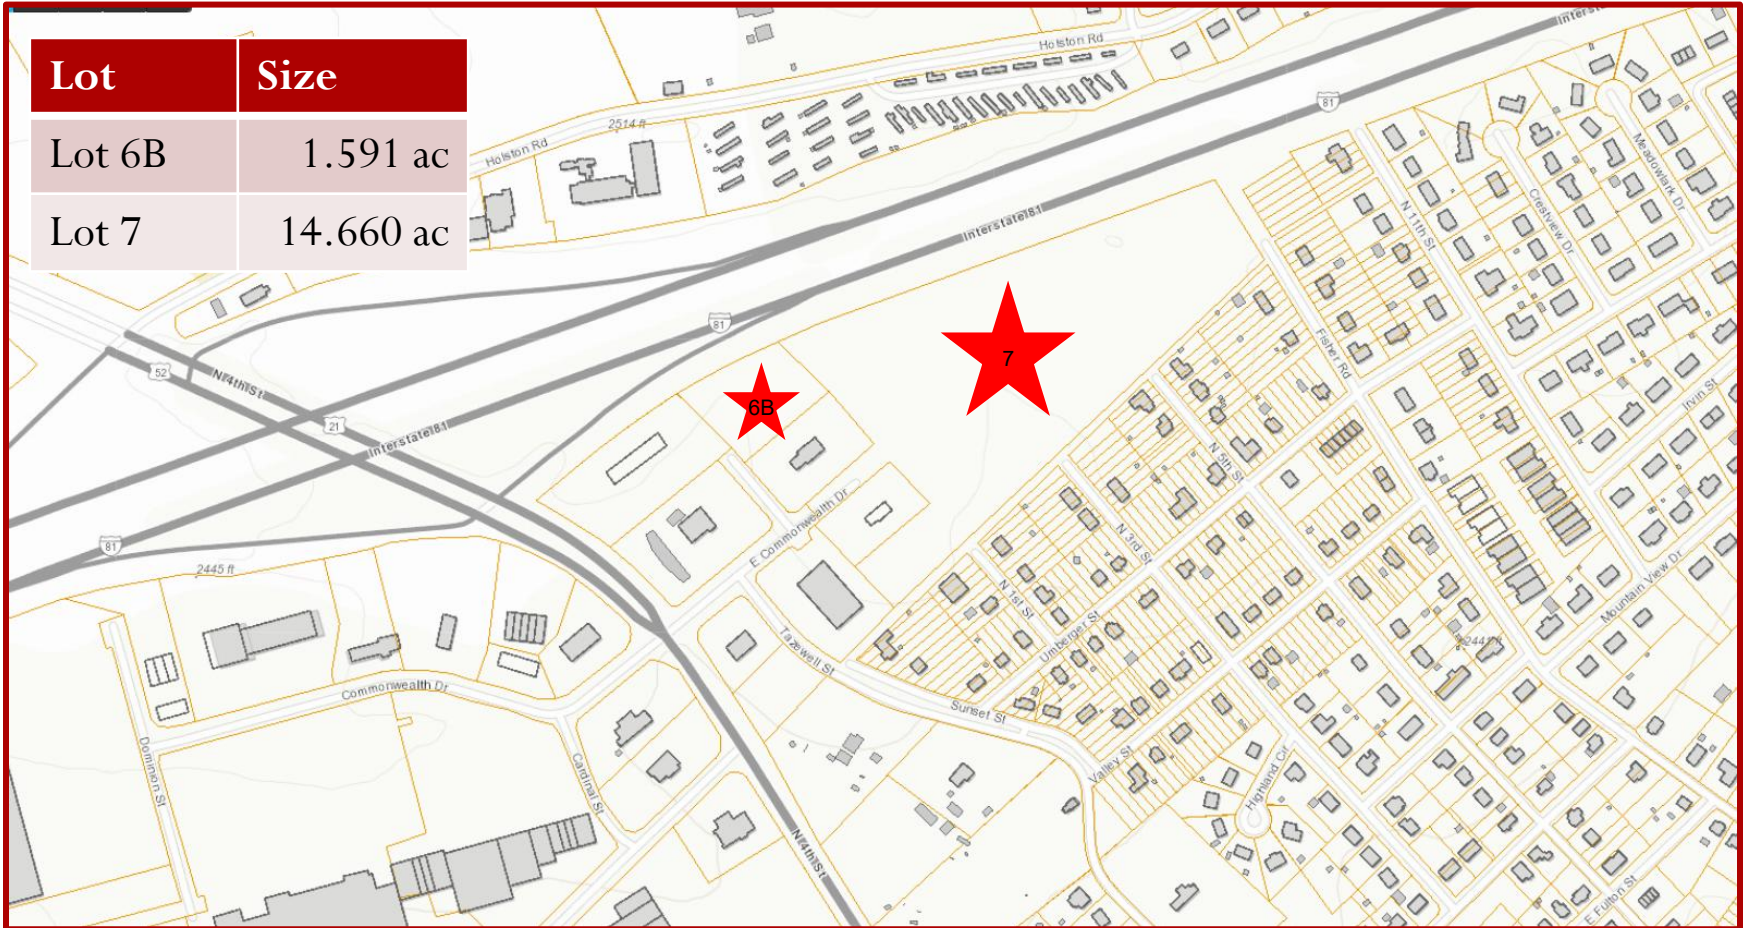 Lot Size
Lot 6B 1.591 ac
Lot 7 14.660 ac
Holston Rd
2514 ft
Holston Rd
81
Interstate 81
Meadowlark Dr
Crestview Dr
N 11th St
Fisher Rd
Irvin St
52
N 4th St
21
Interstate 81
81
7
6B
N 5th St
E Commonwealth Dr
N 3rd St
81
2445 ft
N 1st St
Umberger St
Mountain View Dr
2441 ft
Tazewell St
Commonwealth Dr
Sunset St
Valley St
Dominion St
Cardinal St
Highland Cir
N 4th St
E Fulton St